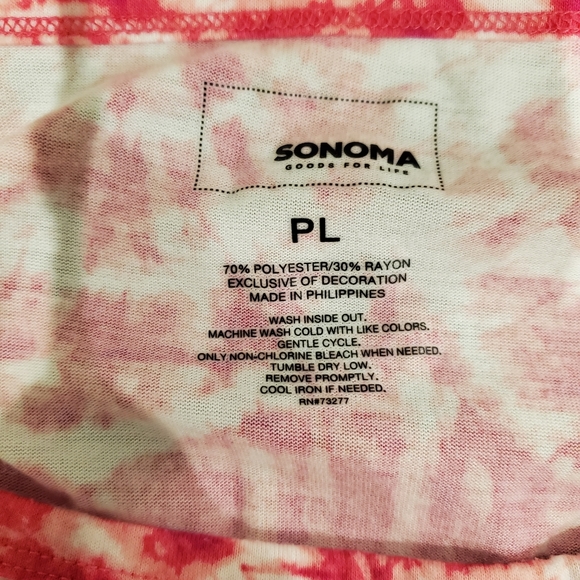 SONOMA
GOODS FOR LIFE
PL
70% POLYESTER/30% RAYON
EXCLUSIVE OF DECORATION
MADE IN PHILIPPINES
WASH INSIDE OUT.
MACHINE WASH COLD WITH LIKE COLORS.
GENTLE CYCLE.
ONLY NON-CHLORINE BLEACH WHEN NEEDED.
TUMBLE DRY LOW.
REMOVE PROMPTLY.
COOL IRON IF NEEDED.
RN#73277